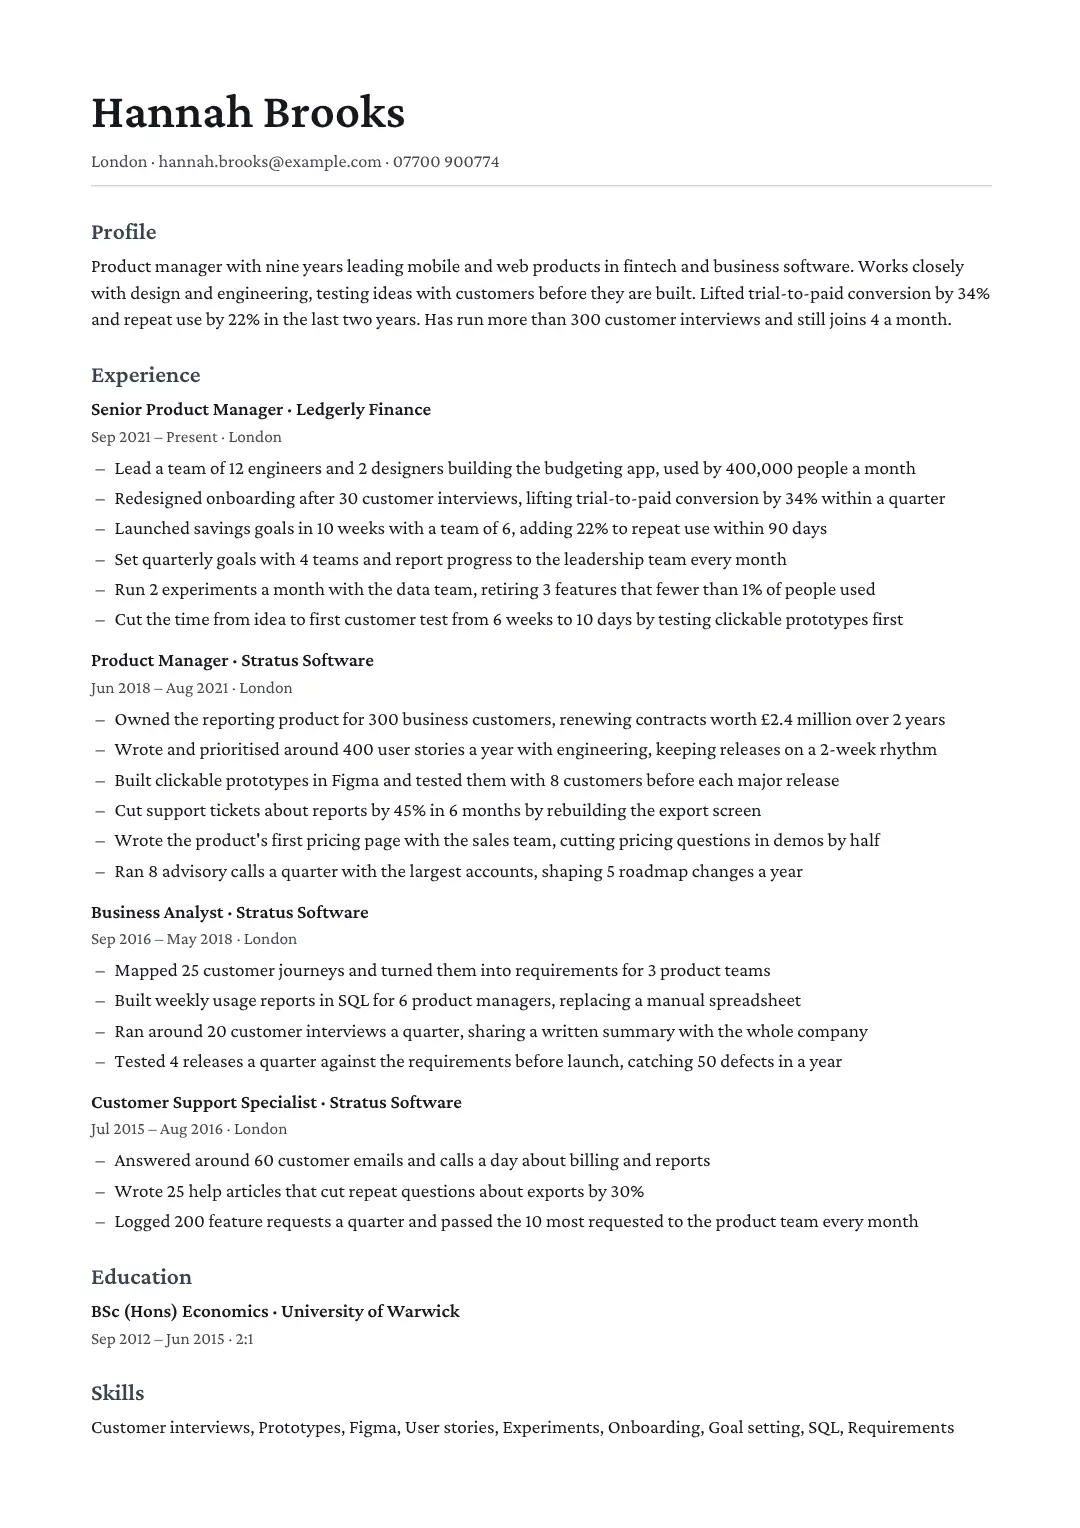 Hannah Brooks
London · hannah.brooks@example.com · 07700 900774
Profile
Product manager with nine years leading mobile and web products in fintech and business software. Works closely
with design and engineering, testing ideas with customers before they are built. Lifted trial-to-paid conversion by 34%
and repeat use by 22% in the last two years. Has run more than 300 customer interviews and still joins 4 a month.
Experience
Senior Product Manager · Ledgerly Finance
Sep 2021 – Present · London
– Lead a team of 12 engineers and 2 designers building the budgeting app, used by 400,000 people a month
– Redesigned onboarding after 30 customer interviews, lifting trial-to-paid conversion by 34% within a quarter
– Launched savings goals in 10 weeks with a team of 6, adding 22% to repeat use within 90 days
– Set quarterly goals with 4 teams and report progress to the leadership team every month
– Run 2 experiments a month with the data team, retiring 3 features that fewer than 1% of people used
– Cut the time from idea to first customer test from 6 weeks to 10 days by testing clickable prototypes first
Product Manager · Stratus Software
Jun 2018 – Aug 2021 · London
– Owned the reporting product for 300 business customers, renewing contracts worth £2.4 million over 2 years
– Wrote and prioritised around 400 user stories a year with engineering, keeping releases on a 2-week rhythm
– Built clickable prototypes in Figma and tested them with 8 customers before each major release
– Cut support tickets about reports by 45% in 6 months by rebuilding the export screen
– Wrote the product's first pricing page with the sales team, cutting pricing questions in demos by half
– Ran 8 advisory calls a quarter with the largest accounts, shaping 5 roadmap changes a year
Business Analyst · Stratus Software
Sep 2016 – May 2018 · London
– Mapped 25 customer journeys and turned them into requirements for 3 product teams
– Built weekly usage reports in SQL for 6 product managers, replacing a manual spreadsheet
– Ran around 20 customer interviews a quarter, sharing a written summary with the whole company
– Tested 4 releases a quarter against the requirements before launch, catching 50 defects in a year
Customer Support Specialist · Stratus Software
Jul 2015 – Aug 2016 · London
– Answered around 60 customer emails and calls a day about billing and reports
– Wrote 25 help articles that cut repeat questions about exports by 30%
– Logged 200 feature requests a quarter and passed the 10 most requested to the product team every month
Education
BSc (Hons) Economics · University of Warwick
Sep 2012 – Jun 2015 · 2:1
Skills
Customer interviews, Prototypes, Figma, User stories, Experiments, Onboarding, Goal setting, SQL, Requirements